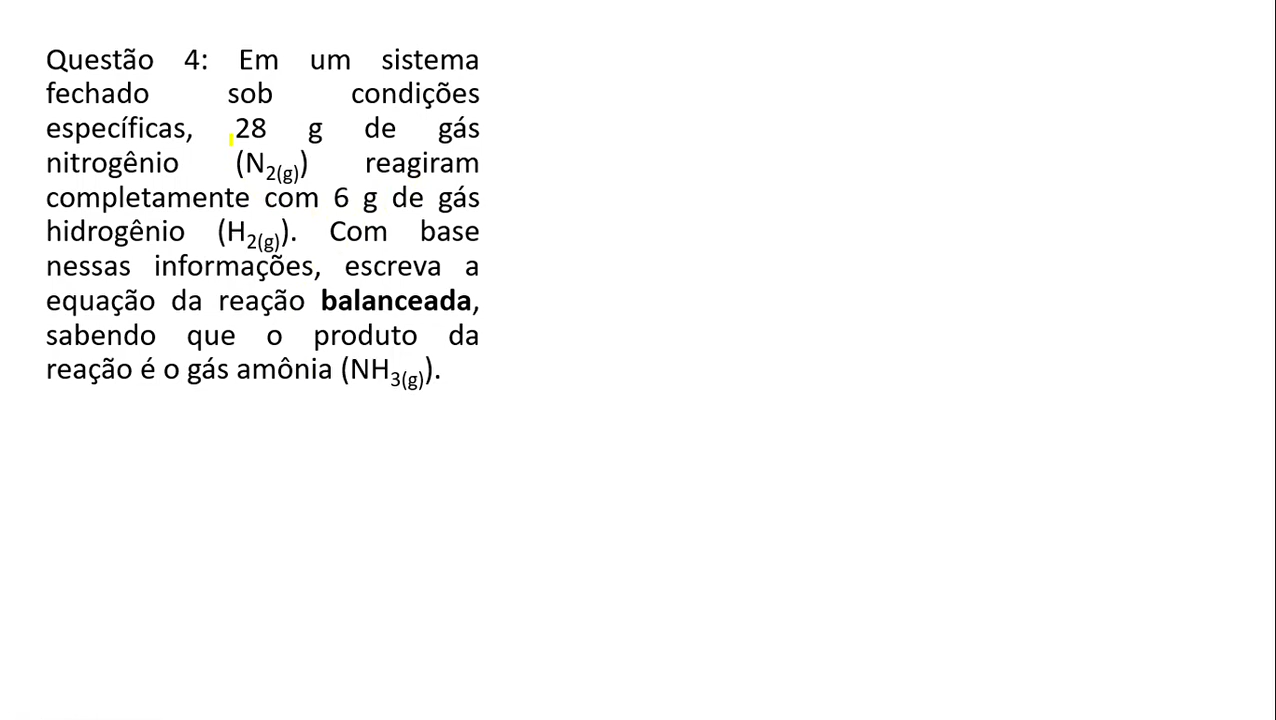 Questão 4: Em um sistema
fechado sob condições
específicas, 28 g de gás
nitrogênio (N₂₍g₎) reagiram
completamente com 6 g de gás
hidrogênio (H₂₍g₎). Com base
nessas informações, escreva a
equação da reação balanceada,
sabendo que o produto da
reação é o gás amônia (NH₃₍g₎).